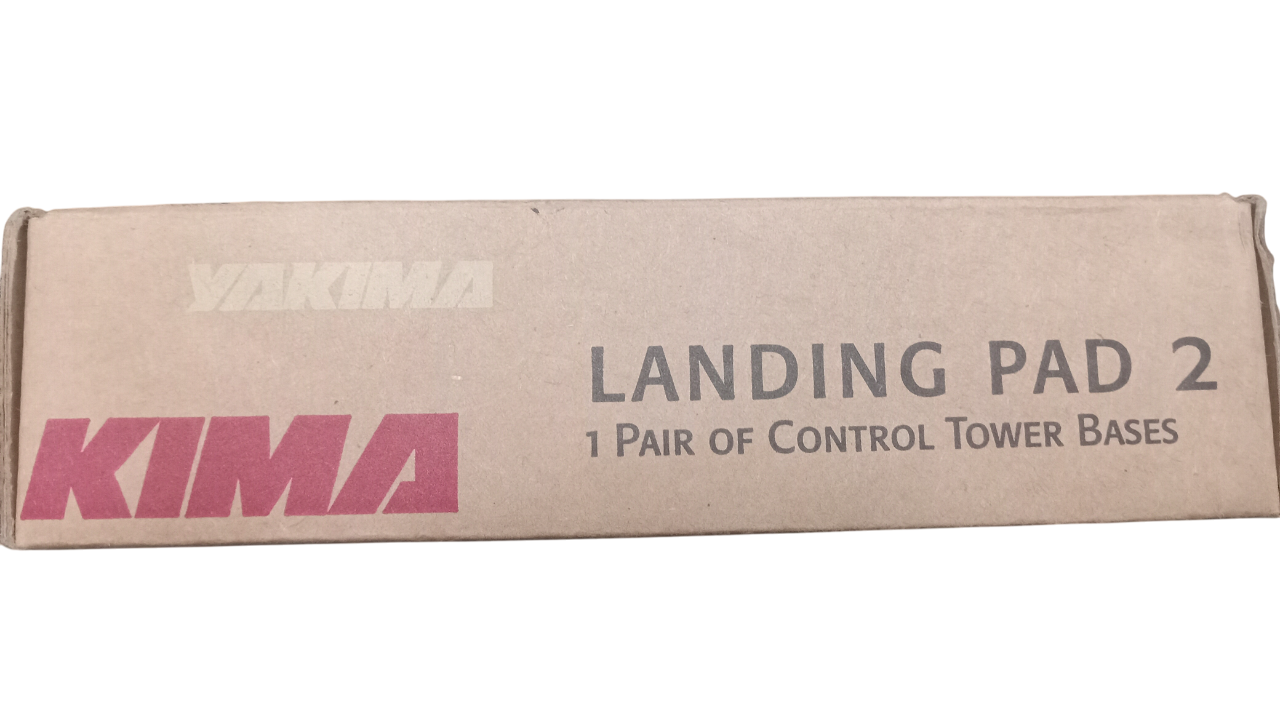 YAKIMA
KIMA
LANDING PAD 2
1 PAIR OF CONTROL TOWER BASES